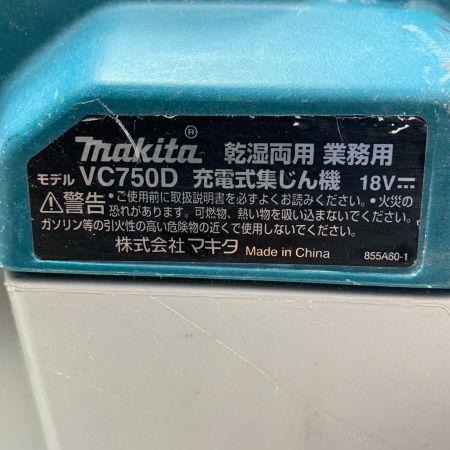 makita® 乾湿両用 業務用
モデル VC750D 充電式集じん機 18V⎓
⚠警告 ・ご使用前に取扱説明書を必ずよくお読みください。・火災の
恐れがあります。可燃物、熱い物を吸い込まないでください。
ガソリン等の引火性の高い危険物の近くで使用しないでください。
株式会社マキタ Made in China 855A60-1